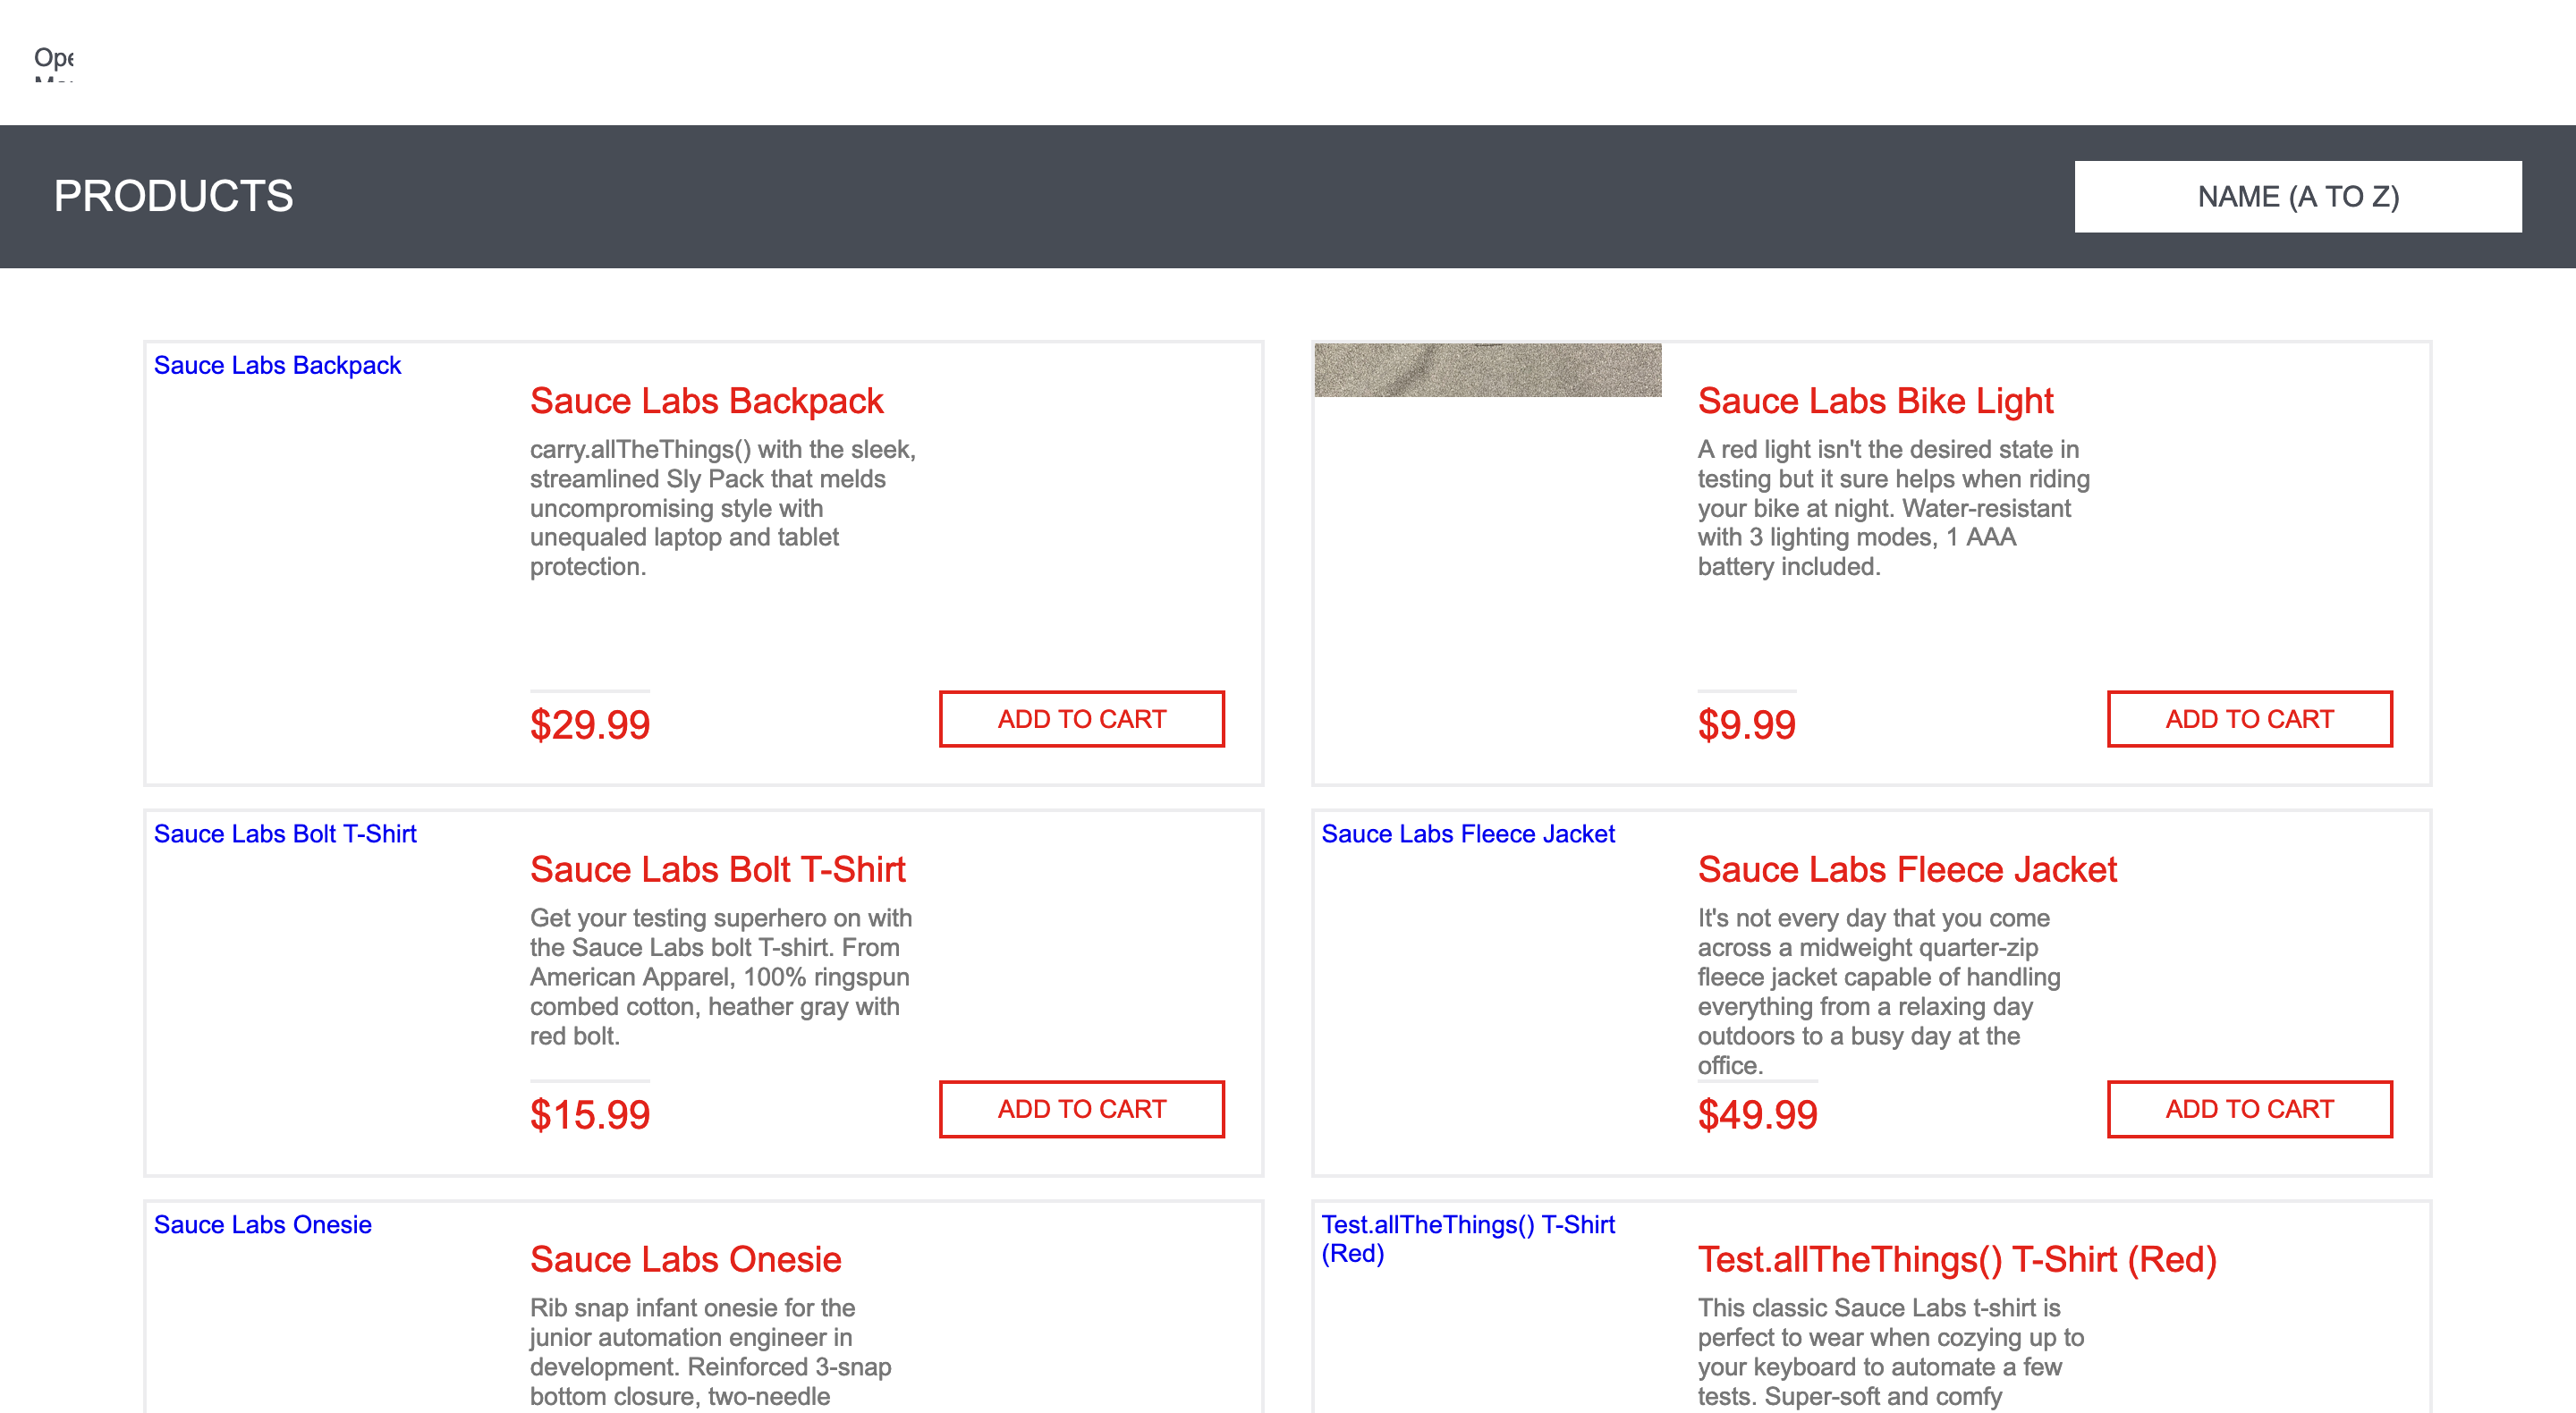 Ope
PRODUCTS
NAME (A TO Z)
Sauce Labs Backpack
Sauce Labs Backpack
carry.allTheThings() with the sleek,
streamlined Sly Pack that melds
uncompromising style with
unequaled laptop and tablet
protection.
$29.99
ADD TO CART
Sauce Labs Bike Light
A red light isn't the desired state in
testing but it sure helps when riding
your bike at night. Water-resistant
with 3 lighting modes, 1 AAA
battery included.
$9.99
ADD TO CART
Sauce Labs Bolt T-Shirt
Sauce Labs Bolt T-Shirt
Get your testing superhero on with
the Sauce Labs bolt T-shirt. From
American Apparel, 100% ringspun
combed cotton, heather gray with
red bolt.
$15.99
ADD TO CART
Sauce Labs Fleece Jacket
Sauce Labs Fleece Jacket
It's not every day that you come
across a midweight quarter-zip
fleece jacket capable of handling
everything from a relaxing day
outdoors to a busy day at the
office.
$49.99
ADD TO CART
Sauce Labs Onesie
Sauce Labs Onesie
Rib snap infant onesie for the
junior automation engineer in
development. Reinforced 3-snap
bottom closure, two-needle
Test.allTheThings() T-Shirt
(Red)
Test.allTheThings() T-Shirt (Red)
This classic Sauce Labs t-shirt is
perfect to wear when cozying up to
your keyboard to automate a few
tests. Super-soft and comfy